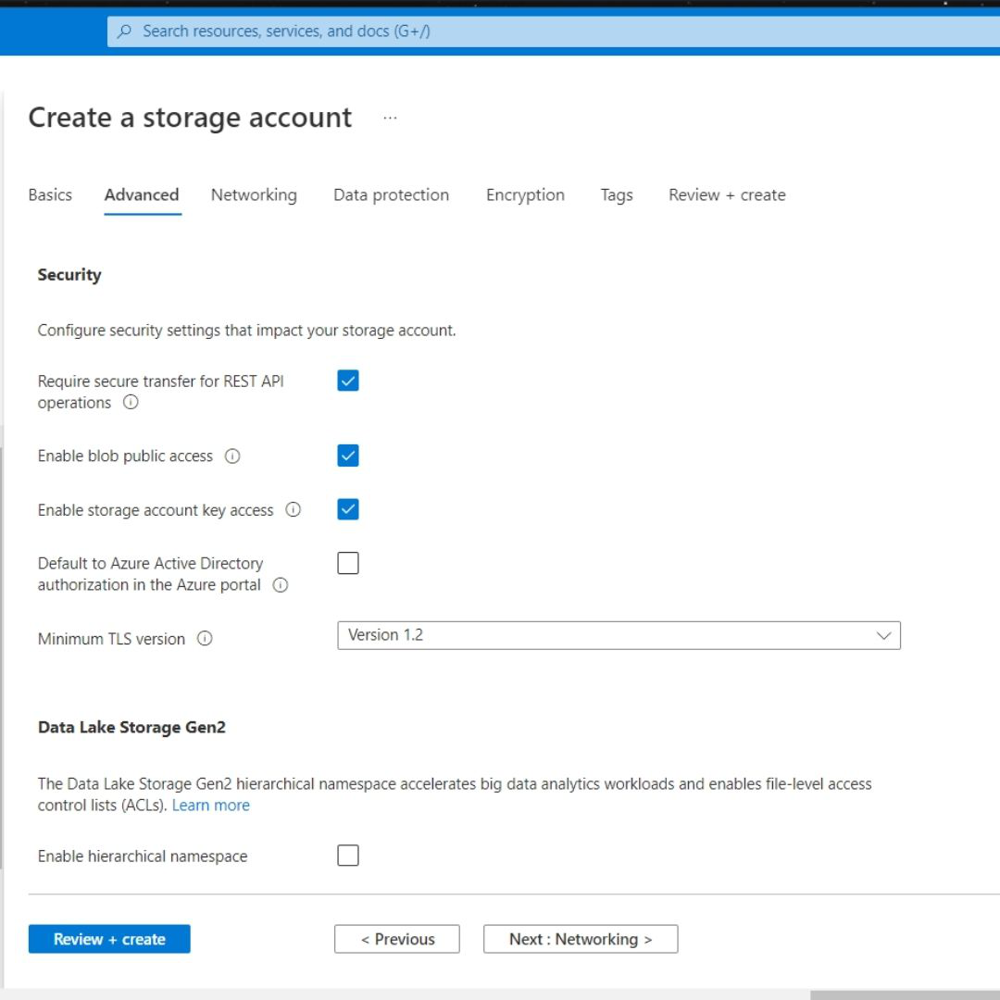 Search resources, services, and docs (G+/)
Create a storage account ...
Basics Advanced Networking Data protection Encryption Tags Review + create
Security
Configure security settings that impact your storage account.
Require secure transfer for REST API
operations
Enable blob public access
Enable storage account key access
Default to Azure Active Directory
authorization in the Azure portal
Minimum TLS version Version 1.2
Data Lake Storage Gen2
The Data Lake Storage Gen2 hierarchical namespace accelerates big data analytics workloads and enables file-level access
control lists (ACLs). Learn more
Enable hierarchical namespace
Review + create < Previous Next : Networking >